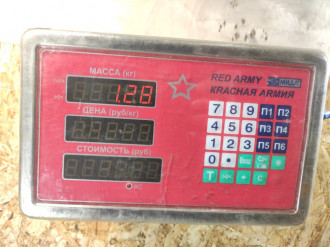 МАССА (кг)
1.28
ЦЕНА (руб/кг)
СТОИМОСТЬ (руб)
RED ARMY МИДЛ
КРАСНАЯ АРМИЯ
7 8 9 П1 П2
4 5 6 П3 П4
1 2 3 П5 П6
0 •
T + C